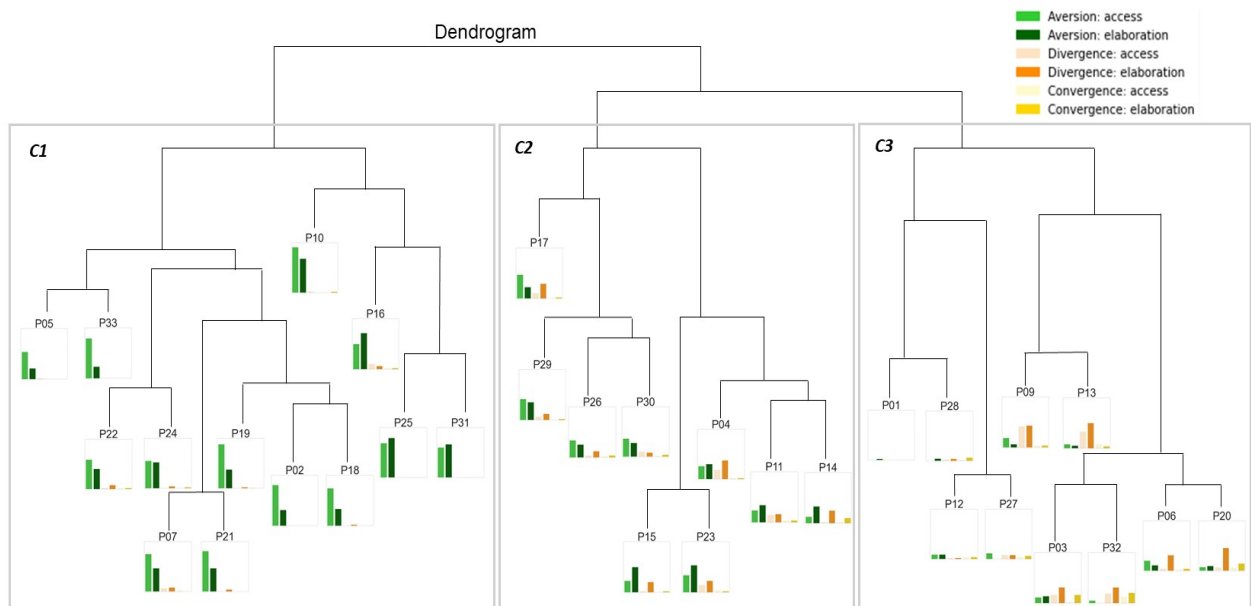 Dendrogram
Aversion: access
Aversion: elaboration
Divergence: access
Divergence: elaboration
Convergence: access
Convergence: elaboration
C1
C2
C3
P10
P17
P05
P33
P16
P29
P22
P24
P19
P02
P18
P25
P31
P07
P21
P26
P30
P04
P11
P14
P15
P23
P01
P28
P09
P13
P12
P27
P03
P32
P06
P20